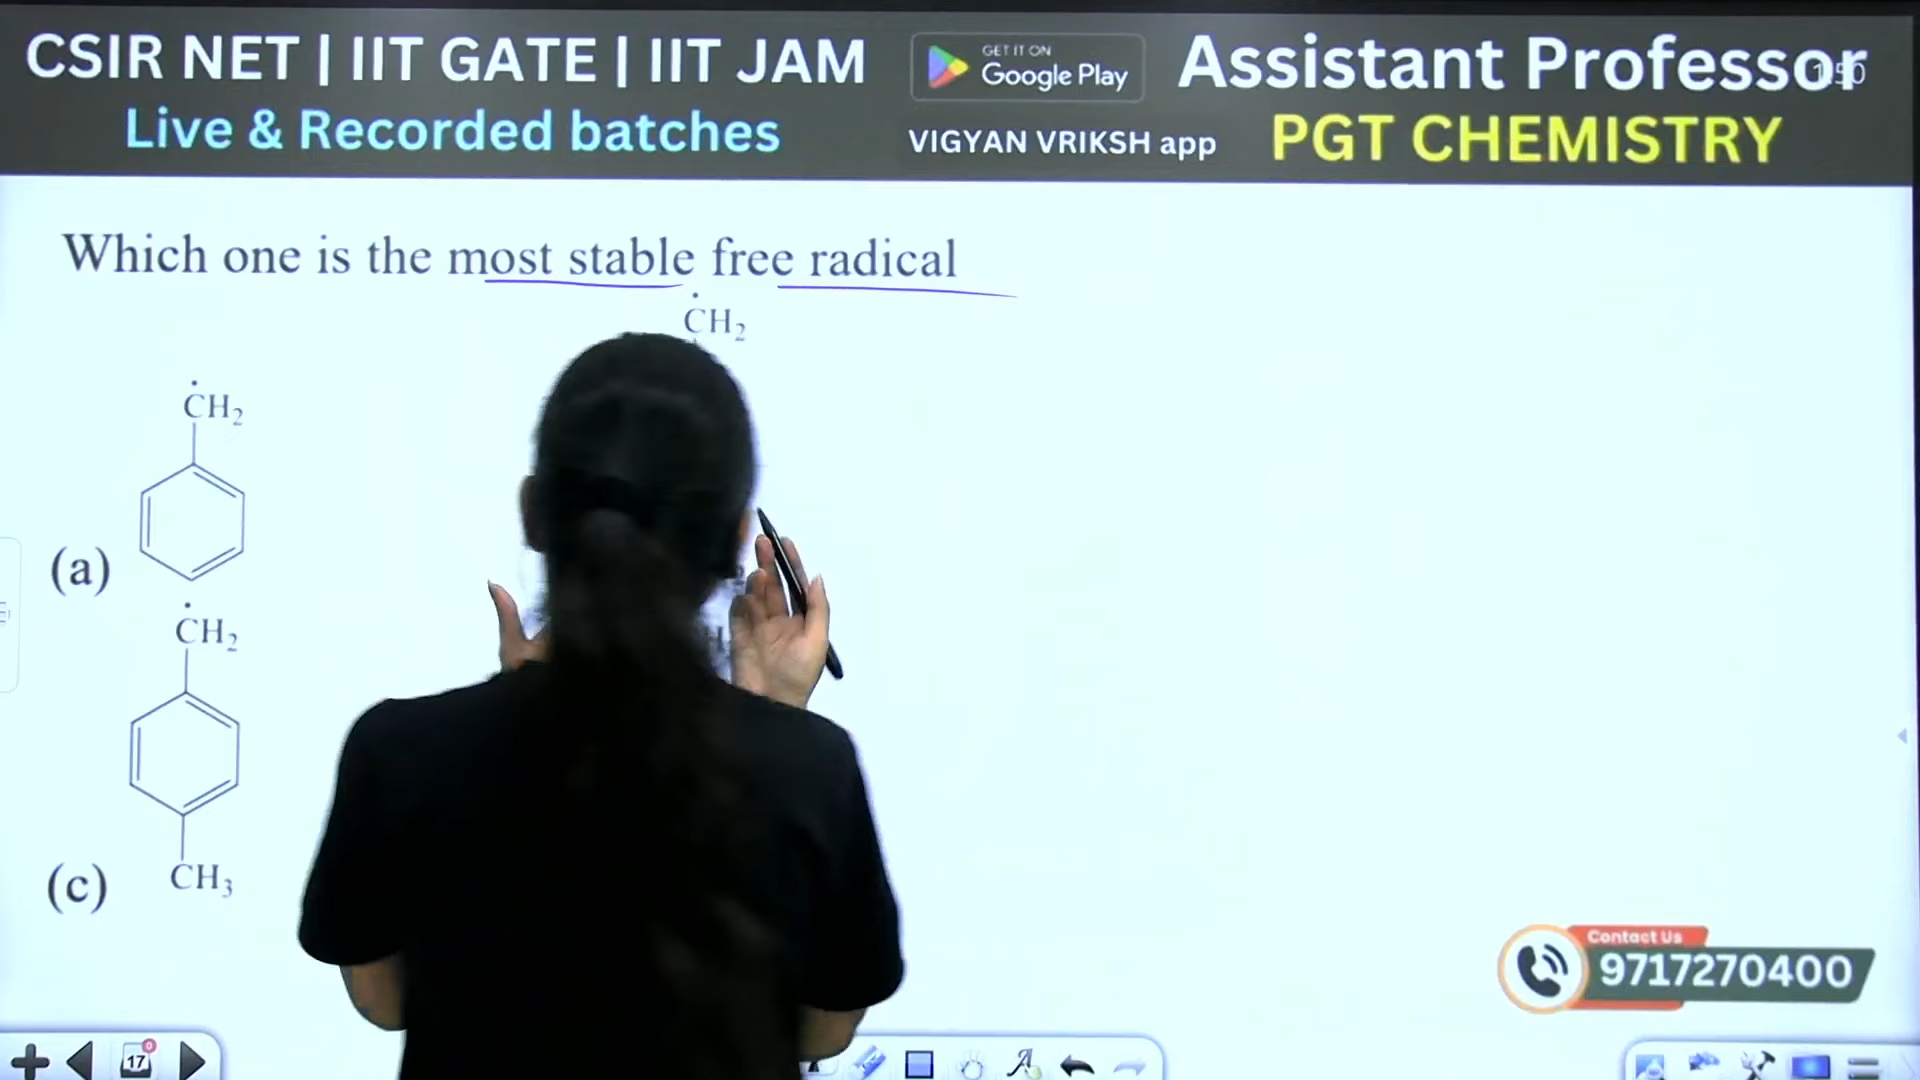 CSIR NET | IIT GATE | IIT JAM
Live & Recorded batches
GET IT ON
Google Play
VIGYAN VRIKSH app
Assistant Professor
PGT CHEMISTRY
Which one is the most stable free radical
ĊH₂
ĊH₂
(a)
ĊH₂
(c)
CH₃
Contact Us
9717270400
17
0